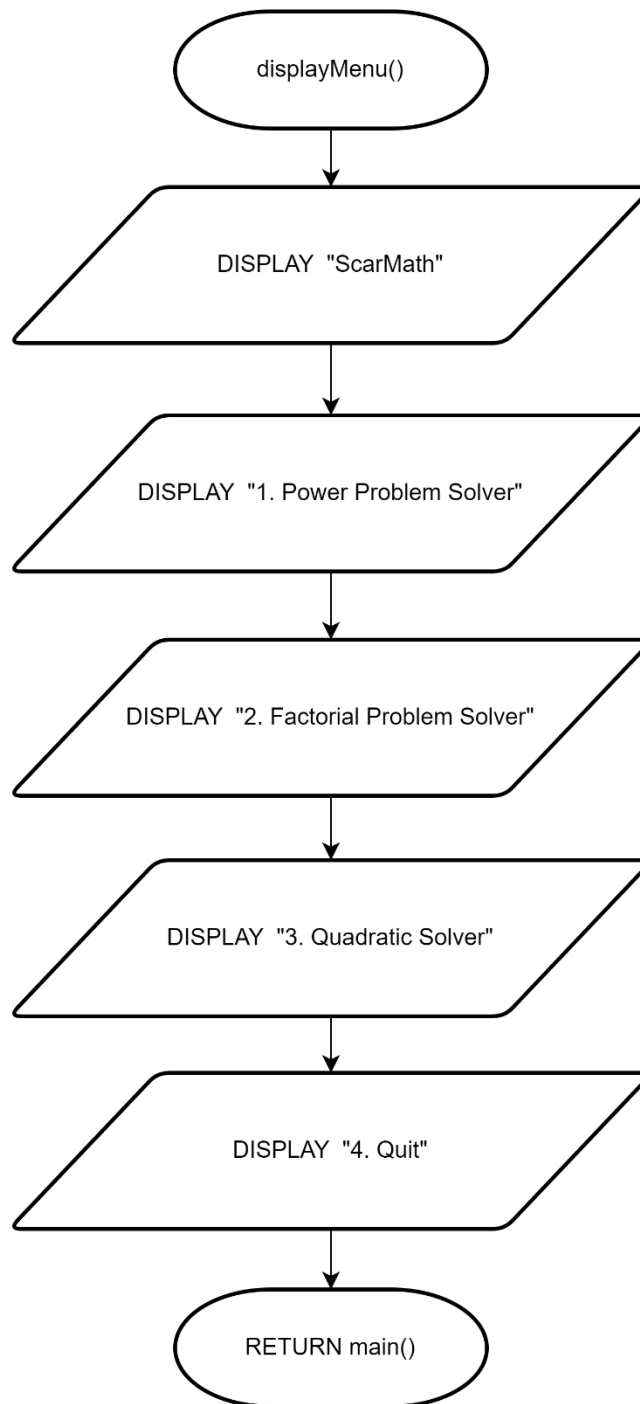 displayMenu()
DISPLAY "ScarMath"
DISPLAY "1. Power Problem Solver"
DISPLAY "2. Factorial Problem Solver"
DISPLAY "3. Quadratic Solver"
DISPLAY "4. Quit"
RETURN main()